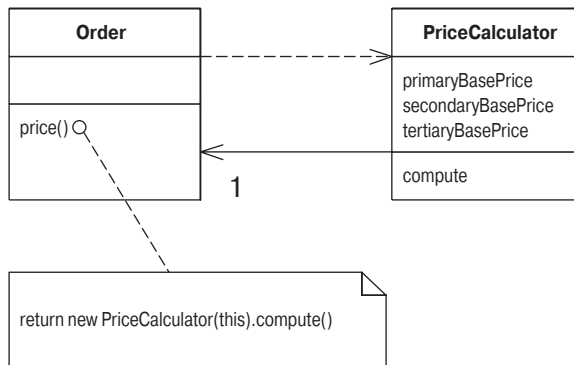 Order
PriceCalculator
primaryBasePrice
secondaryBasePrice
tertiaryBasePrice
price()
1
compute
return new PriceCalculator(this).compute()